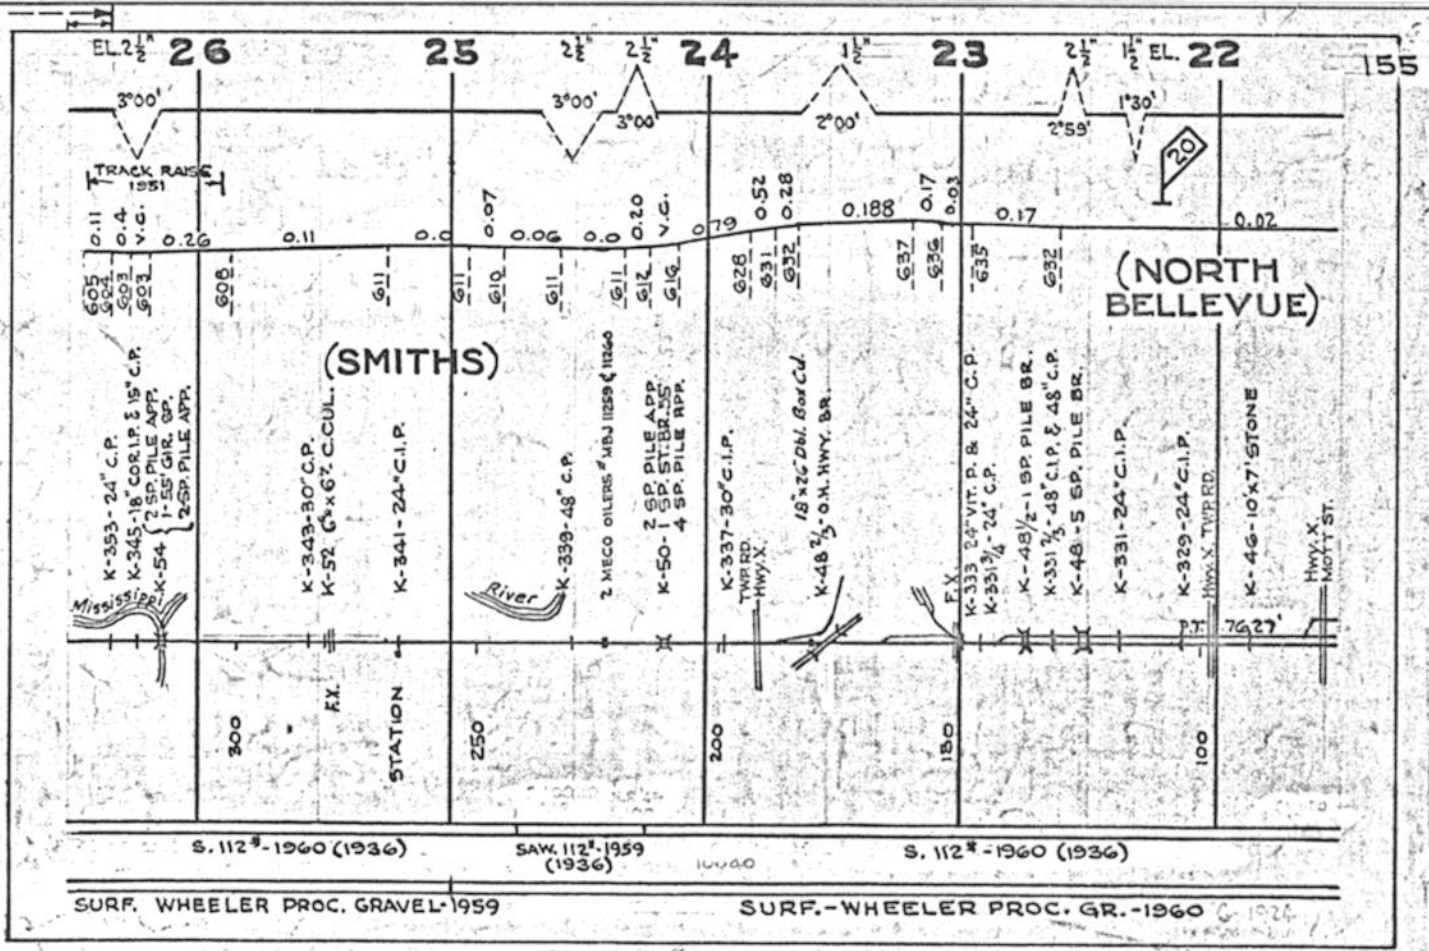 EL. 2½" 26 25 2½" 2½" 24 1½" 23 2½" 1½" EL. 22 155
3°00' 3°00' 3°00' 2°00' 2°59' 1°30'
20
TRACK RAISE
1951
0.11
0.4
V.C.
0.26
0.11
0.0
0.07
0.06
0.0
0.20
V.C.
0.79
0.52
0.28
0.188
0.17
0.03
0.17
0.02
605
604
603
603
608
611
611
610
611
611
612
616
628
631
632
637
636
635
632
(SMITHS)
(NORTH
BELLEVUE)
K-353-24" C.P.
K-345-18" COR.I.P. & 15" C.P.
K-54
2 SP. PILE APP.
1-55' GIR. SP.
2-SP. PILE APP.
K-343-30" C.P.
K-52
C.CUL.
K-341-24" C.I.P.
K-339-48" C.P.
2 MECO OILERS #MBJ 11259 & 11260
K-50-1 SP. ST. BR. 55'
2 SP. PILE APP.
4 SP. PILE APP.
K-337-30" C.I.P.
TWP. RD.
Hwy. X.
18'x26' Dbl. Box Cul.
K-48⅔-O.H. HWY. BR.
F.X.
K-333 24" VIT. P. & 24" C.P.
K-331¾-24" C.P.
K-48½-1 SP. PILE BR.
K-331⅔-48" C.I.P. & 48" C.P.
K-48-5 SP. PILE BR.
K-331-24" C.I.P.
K-329-24" C.I.P.
Hwy. X. TWP. RD.
K-46-10'x7' STONE
Hwy. X
MOTT ST.
Mississippi
River
P.T. 76,27'
300
F.X.
STATION
250
200
150
100
S. 112#-1960 (1936)
SAW. 112#-1959
(1936)
S. 112#-1960 (1936)
SURF. WHEELER PROC. GRAVEL-1959
SURF.-WHEELER PROC. GR.-1960